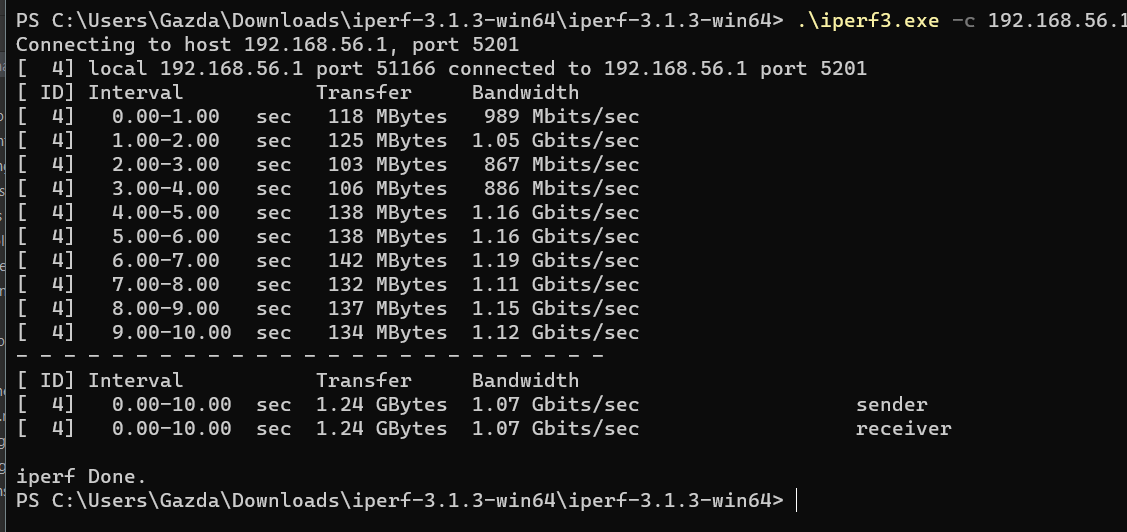 PS C:\Users\Gazda\Downloads\iperf-3.1.3-win64\iperf-3.1.3-win64> .\iperf3.exe -c 192.168.56.1
Connecting to host 192.168.56.1, port 5201
[  4] local 192.168.56.1 port 51166 connected to 192.168.56.1 port 5201
[ ID] Interval           Transfer     Bandwidth
[  4]   0.00-1.00   sec   118 MBytes   989 Mbits/sec
[  4]   1.00-2.00   sec   125 MBytes  1.05 Gbits/sec
[  4]   2.00-3.00   sec   103 MBytes   867 Mbits/sec
[  4]   3.00-4.00   sec   106 MBytes   886 Mbits/sec
[  4]   4.00-5.00   sec   138 MBytes  1.16 Gbits/sec
[  4]   5.00-6.00   sec   138 MBytes  1.16 Gbits/sec
[  4]   6.00-7.00   sec   142 MBytes  1.19 Gbits/sec
[  4]   7.00-8.00   sec   132 MBytes  1.11 Gbits/sec
[  4]   8.00-9.00   sec   137 MBytes  1.15 Gbits/sec
[  4]   9.00-10.00  sec   134 MBytes  1.12 Gbits/sec
- - - - - - - - - - - - - - - - - - - - - - - - -
[ ID] Interval           Transfer     Bandwidth
[  4]   0.00-10.00  sec  1.24 GBytes  1.07 Gbits/sec                  sender
[  4]   0.00-10.00  sec  1.24 GBytes  1.07 Gbits/sec                  receiver
iperf Done.
PS C:\Users\Gazda\Downloads\iperf-3.1.3-win64\iperf-3.1.3-win64>